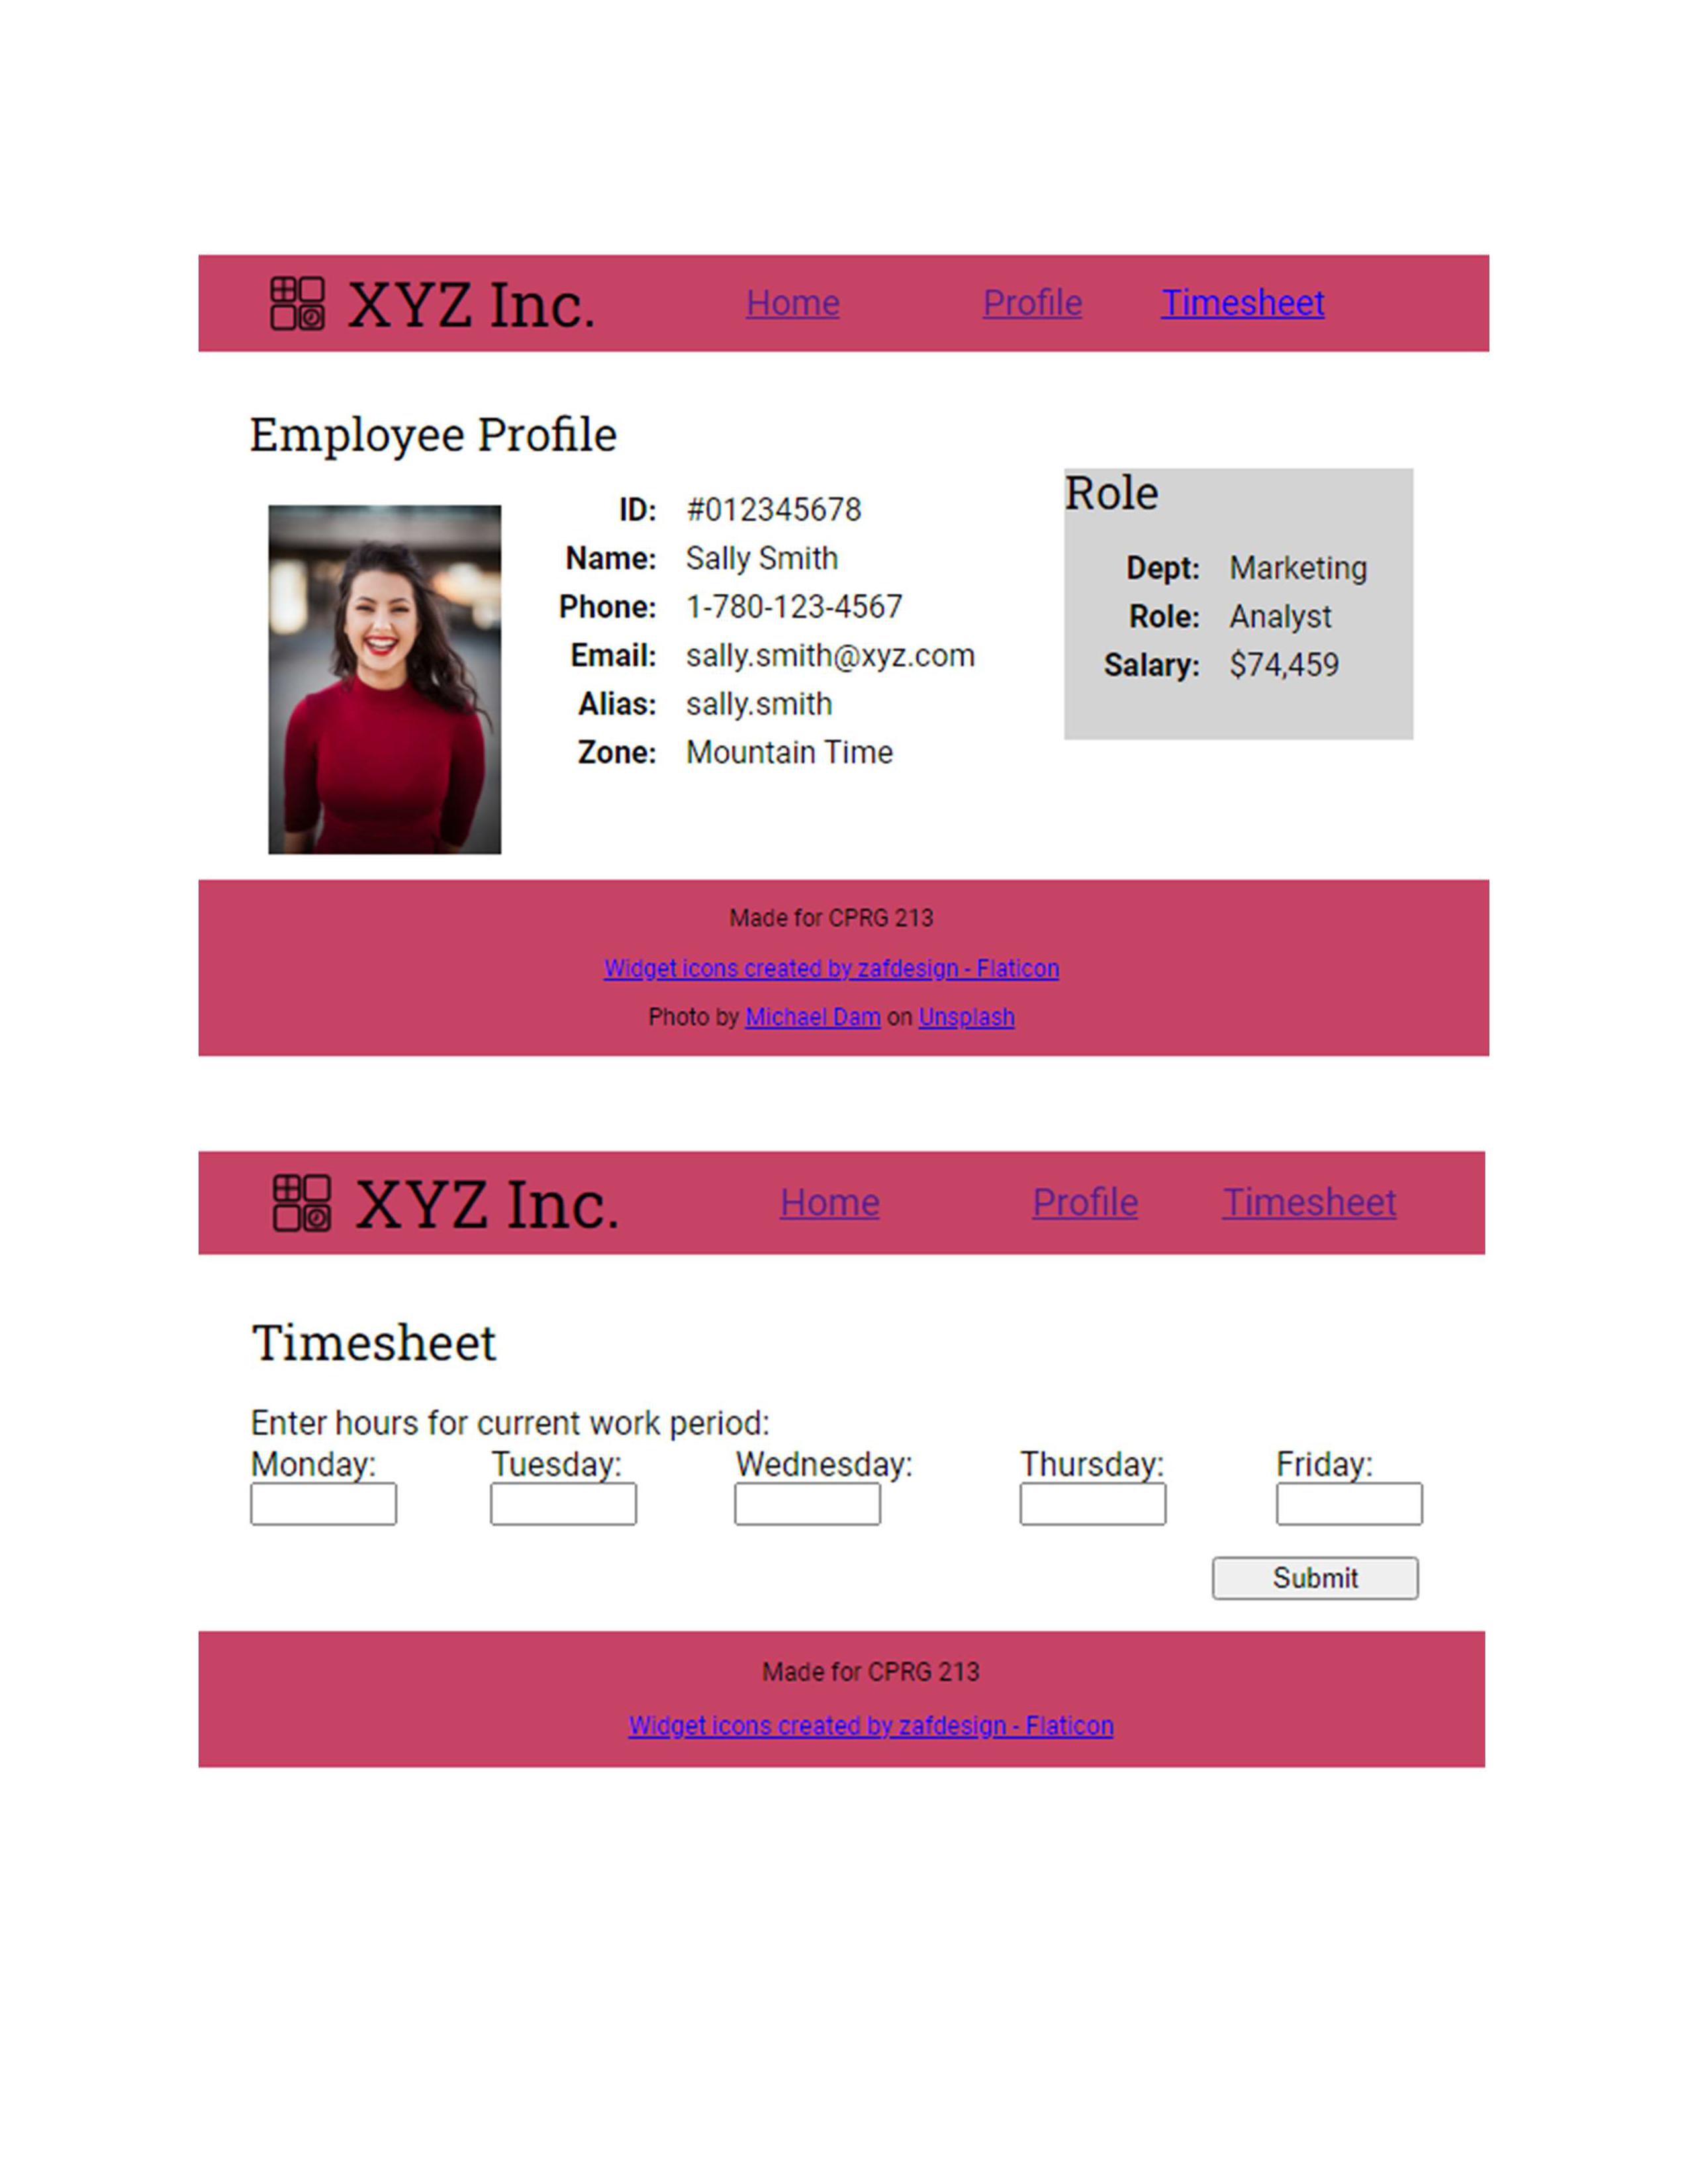 XYZ Inc. Home Profile Timesheet
Employee Profile
ID: #012345678
Name: Sally Smith
Phone: 1-780-123-4567
Email: sally.smith@xyz.com
Alias: sally.smith
Zone: Mountain Time
Role
Dept: Marketing
Role: Analyst
Salary: $74,459
Made for CPRG 213
Widget icons created by zafdesign - Flaticon
Photo by Michael Dam on Unsplash
XYZ Inc. Home Profile Timesheet
Timesheet
Enter hours for current work period:
Monday: Tuesday: Wednesday: Thursday: Friday:
Submit
Made for CPRG 213
Widget icons created by zafdesign - Flaticon